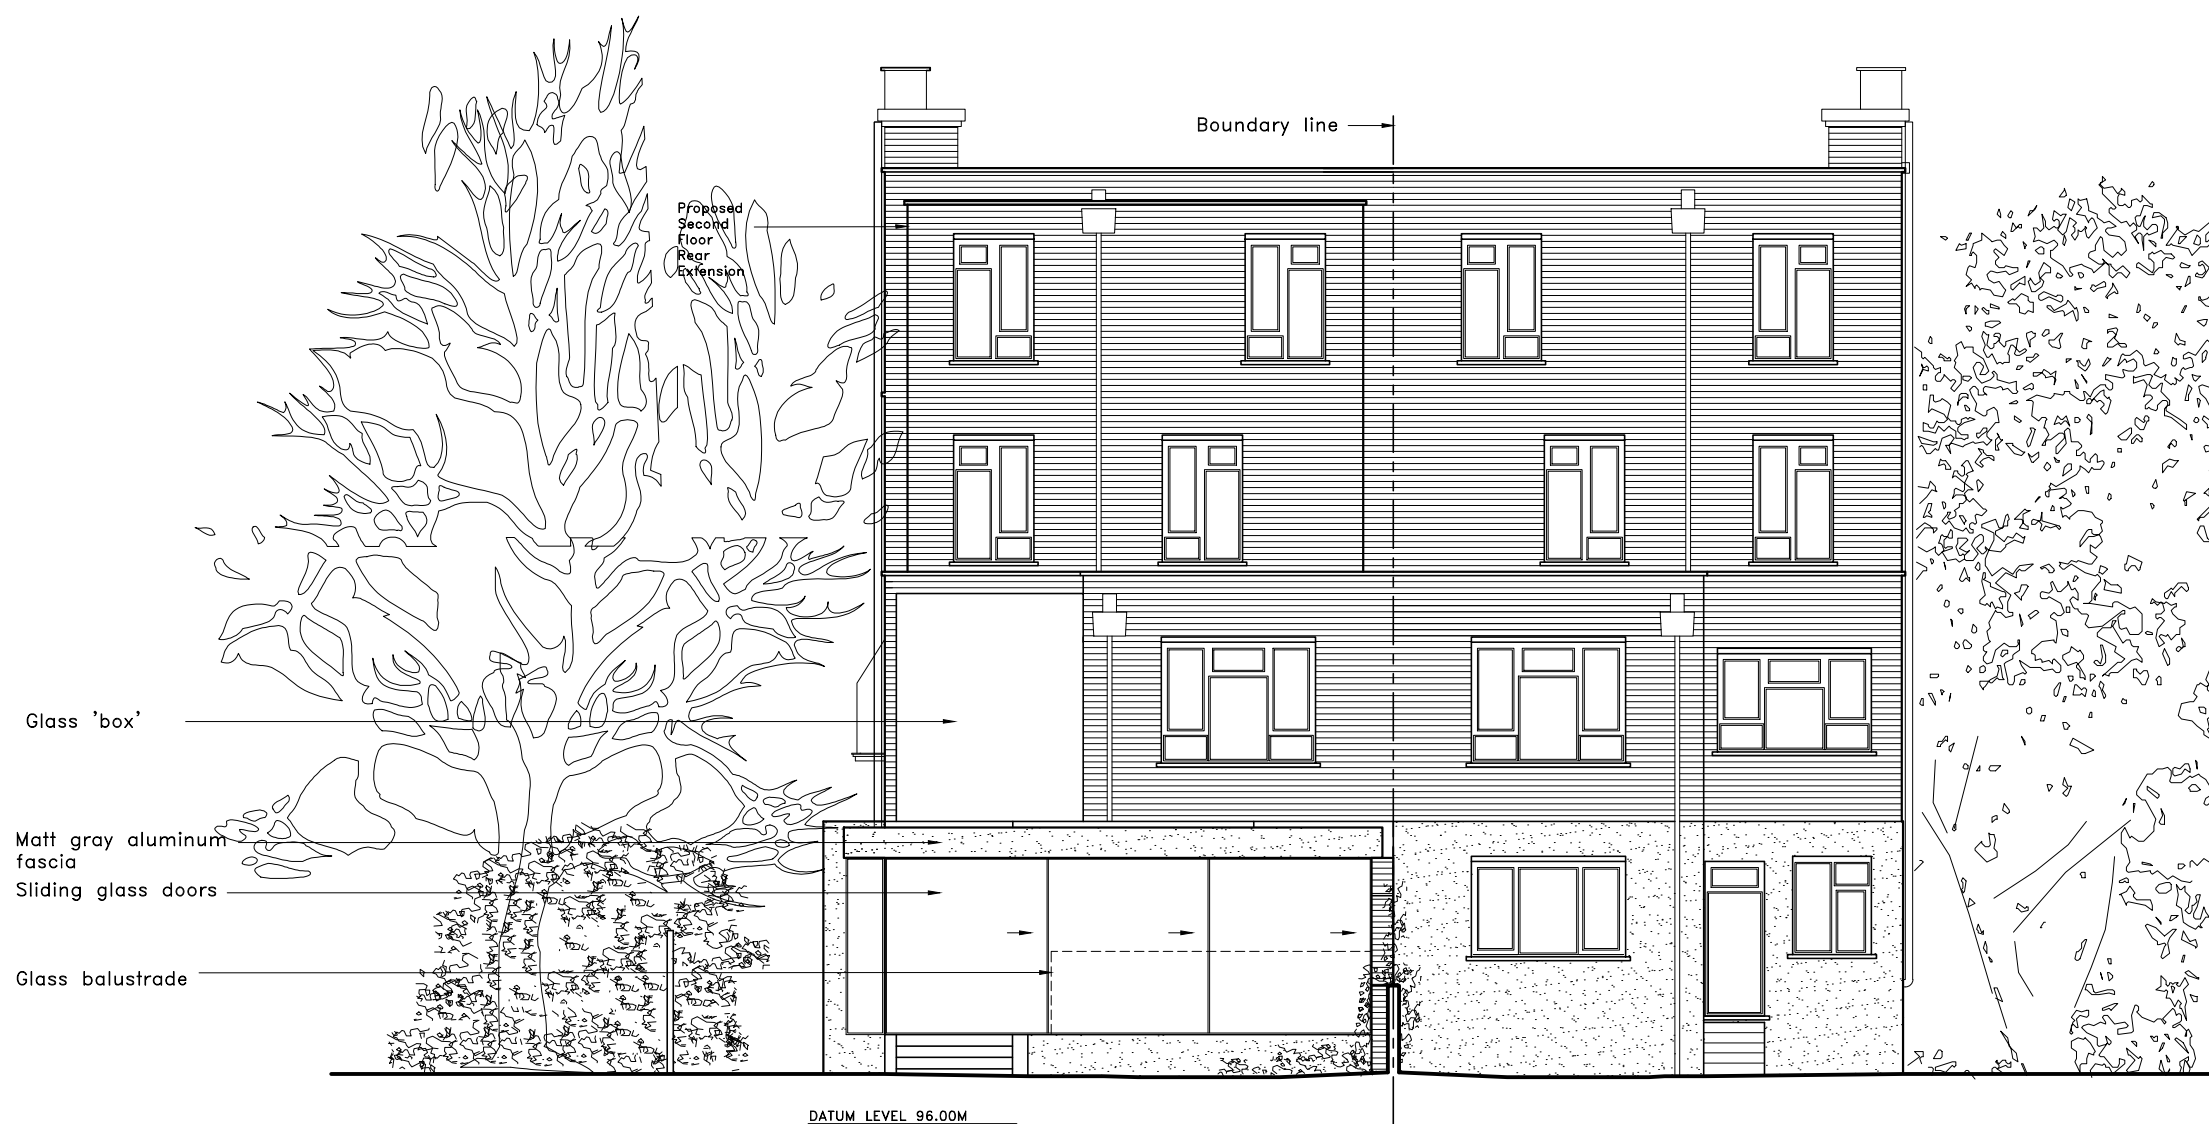 Boundary line
Proposed
Second
Floor
Rear
Extension
Glass 'box'
Matt gray aluminum
fascia
Sliding glass doors
Glass balustrade
DATUM LEVEL 96.00M